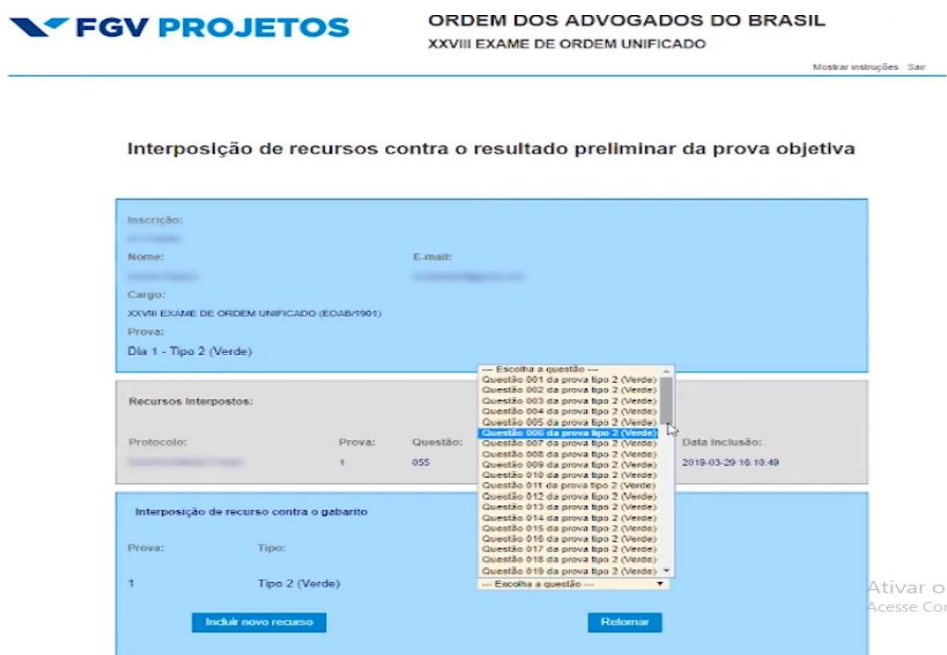 FGV PROJETOS
ORDEM DOS ADVOGADOS DO BRASIL
XXVIII EXAME DE ORDEM UNIFICADO
Mostrar instruções Sair
Interposição de recursos contra o resultado preliminar da prova objetiva
Inscrição:
Nome: E-mail:
Cargo:
XXVIII EXAME DE ORDEM UNIFICADO (EOAB/1901)
Prova:
Dia 1 - Tipo 2 (Verde)
Recursos Interpostos:
Protocolo: Prova: Questão: Data Inclusão:
1 055 2019-03-29 16:10:49
--- Escolha a questão ---
Questão 001 da prova tipo 2 (Verde)
Questão 002 da prova tipo 2 (Verde)
Questão 003 da prova tipo 2 (Verde)
Questão 004 da prova tipo 2 (Verde)
Questão 005 da prova tipo 2 (Verde)
Questão 006 da prova tipo 2 (Verde)
Questão 007 da prova tipo 2 (Verde)
Questão 008 da prova tipo 2 (Verde)
Questão 009 da prova tipo 2 (Verde)
Questão 010 da prova tipo 2 (Verde)
Questão 011 da prova tipo 2 (Verde)
Questão 012 da prova tipo 2 (Verde)
Questão 013 da prova tipo 2 (Verde)
Questão 014 da prova tipo 2 (Verde)
Questão 015 da prova tipo 2 (Verde)
Questão 016 da prova tipo 2 (Verde)
Questão 017 da prova tipo 2 (Verde)
Questão 018 da prova tipo 2 (Verde)
Questão 019 da prova tipo 2 (Verde)
Interposição de recurso contra o gabarito
Prova: Tipo:
1 Tipo 2 (Verde) --- Escolha a questão ---
Incluir novo recurso Retornar
Ativar o
Acesse Con